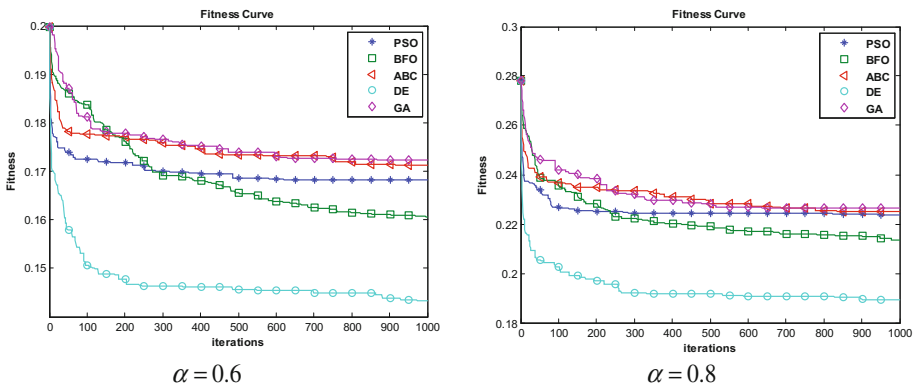 Fitness Curve
0.2
0.19
0.18
0.17
0.16
0.15
Fitness
0 100 200 300 400 500 600 700 800 900 1000
iterations
PSO
BFO
ABC
DE
GA
α = 0.6
Fitness Curve
0.3
0.28
0.26
0.24
0.22
0.2
0.18
Fitness
0 100 200 300 400 500 600 700 800 900 1000
iterations
PSO
BFO
ABC
DE
GA
α = 0.8